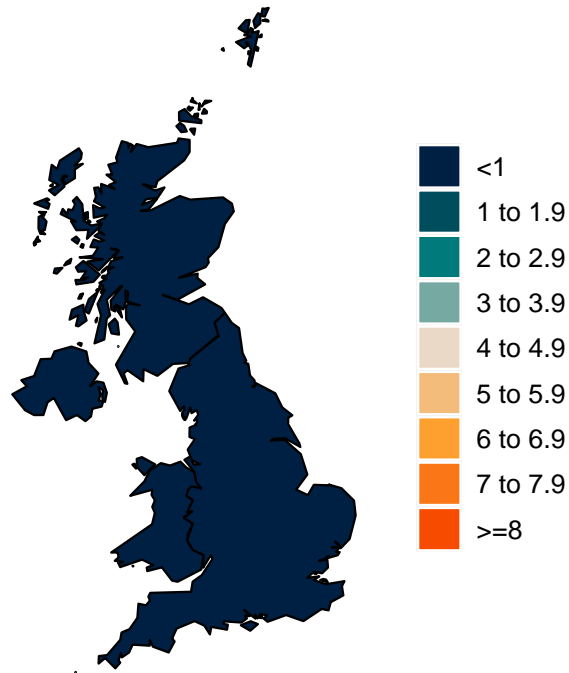 <1
1 to 1.9
2 to 2.9
3 to 3.9
4 to 4.9
5 to 5.9
6 to 6.9
7 to 7.9
>=8